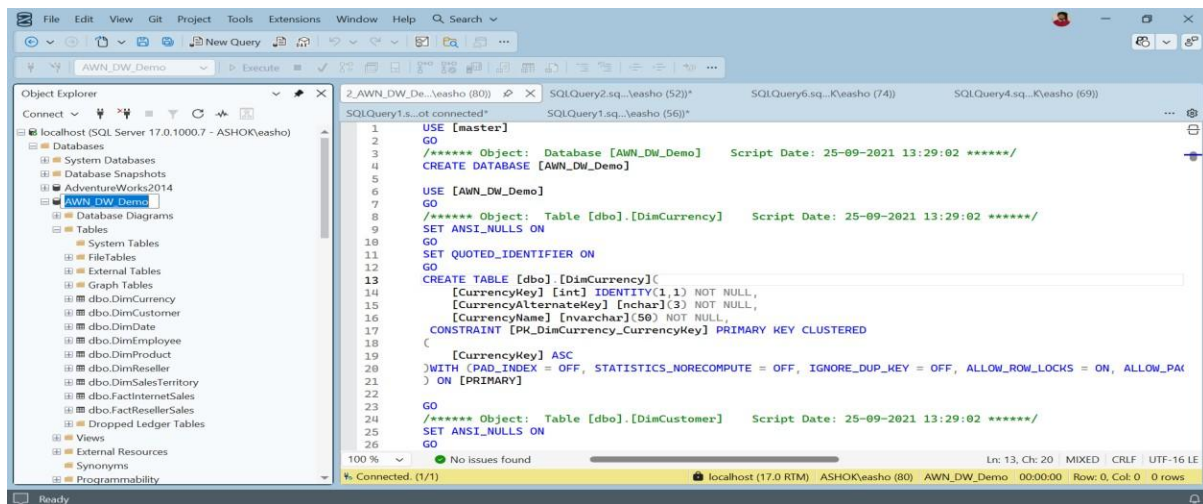 File Edit View Git Project Tools Extensions Window Help Search
New Query
AWN_DW_Demo Execute
Object Explorer
Connect
localhost (SQL Server 17.0.1000.7 - ASHOK\easho)
Databases
System Databases
Database Snapshots
AdventureWorks2014
AWN_DW_Demo
Database Diagrams
Tables
System Tables
FileTables
External Tables
Graph Tables
dbo.DimCurrency
dbo.DimCustomer
dbo.DimDate
dbo.DimEmployee
dbo.DimProduct
dbo.DimReseller
dbo.DimSalesTerritory
dbo.FactInternetSales
dbo.FactResellerSales
Dropped Ledger Tables
Views
External Resources
Synonyms
Programmability
2_AWN_DW_De...\easho (80)) SQLQuery2.sq...\easho (52))* SQLQuery6.sq...K\easho (74)) SQLQuery4.sq...K\easho (69))
SQLQuery1.s...ot connected* SQLQuery1.sq...\easho (56))*
1 USE [master]
2 GO
3 /****** Object: Database [AWN_DW_Demo] Script Date: 25-09-2021 13:29:02 ******/
4 CREATE DATABASE [AWN_DW_Demo]
5
6 USE [AWN_DW_Demo]
7 GO
8 /****** Object: Table [dbo].[DimCurrency] Script Date: 25-09-2021 13:29:02 ******/
9 SET ANSI_NULLS ON
10 GO
11 SET QUOTED_IDENTIFIER ON
12 GO
13 CREATE TABLE [dbo].[DimCurrency](
14 [CurrencyKey] [int] IDENTITY(1,1) NOT NULL,
15 [CurrencyAlternateKey] [nchar](3) NOT NULL,
16 [CurrencyName] [nvarchar](50) NOT NULL,
17 CONSTRAINT [PK_DimCurrency_CurrencyKey] PRIMARY KEY CLUSTERED
18 (
19 [CurrencyKey] ASC
20 )WITH (PAD_INDEX = OFF, STATISTICS_NORECOMPUTE = OFF, IGNORE_DUP_KEY = OFF, ALLOW_ROW_LOCKS = ON, ALLOW_PAG
21 ) ON [PRIMARY]
22
23 GO
24 /****** Object: Table [dbo].[DimCustomer] Script Date: 25-09-2021 13:29:02 ******/
25 SET ANSI_NULLS ON
26 GO
100 % No issues found Ln: 13, Ch: 20 MIXED CRLF UTF-16 LE
Connected. (1/1) localhost (17.0 RTM) ASHOK\easho (80) AWN_DW_Demo 00:00:00 Row: 0, Col: 0 0 rows
Ready